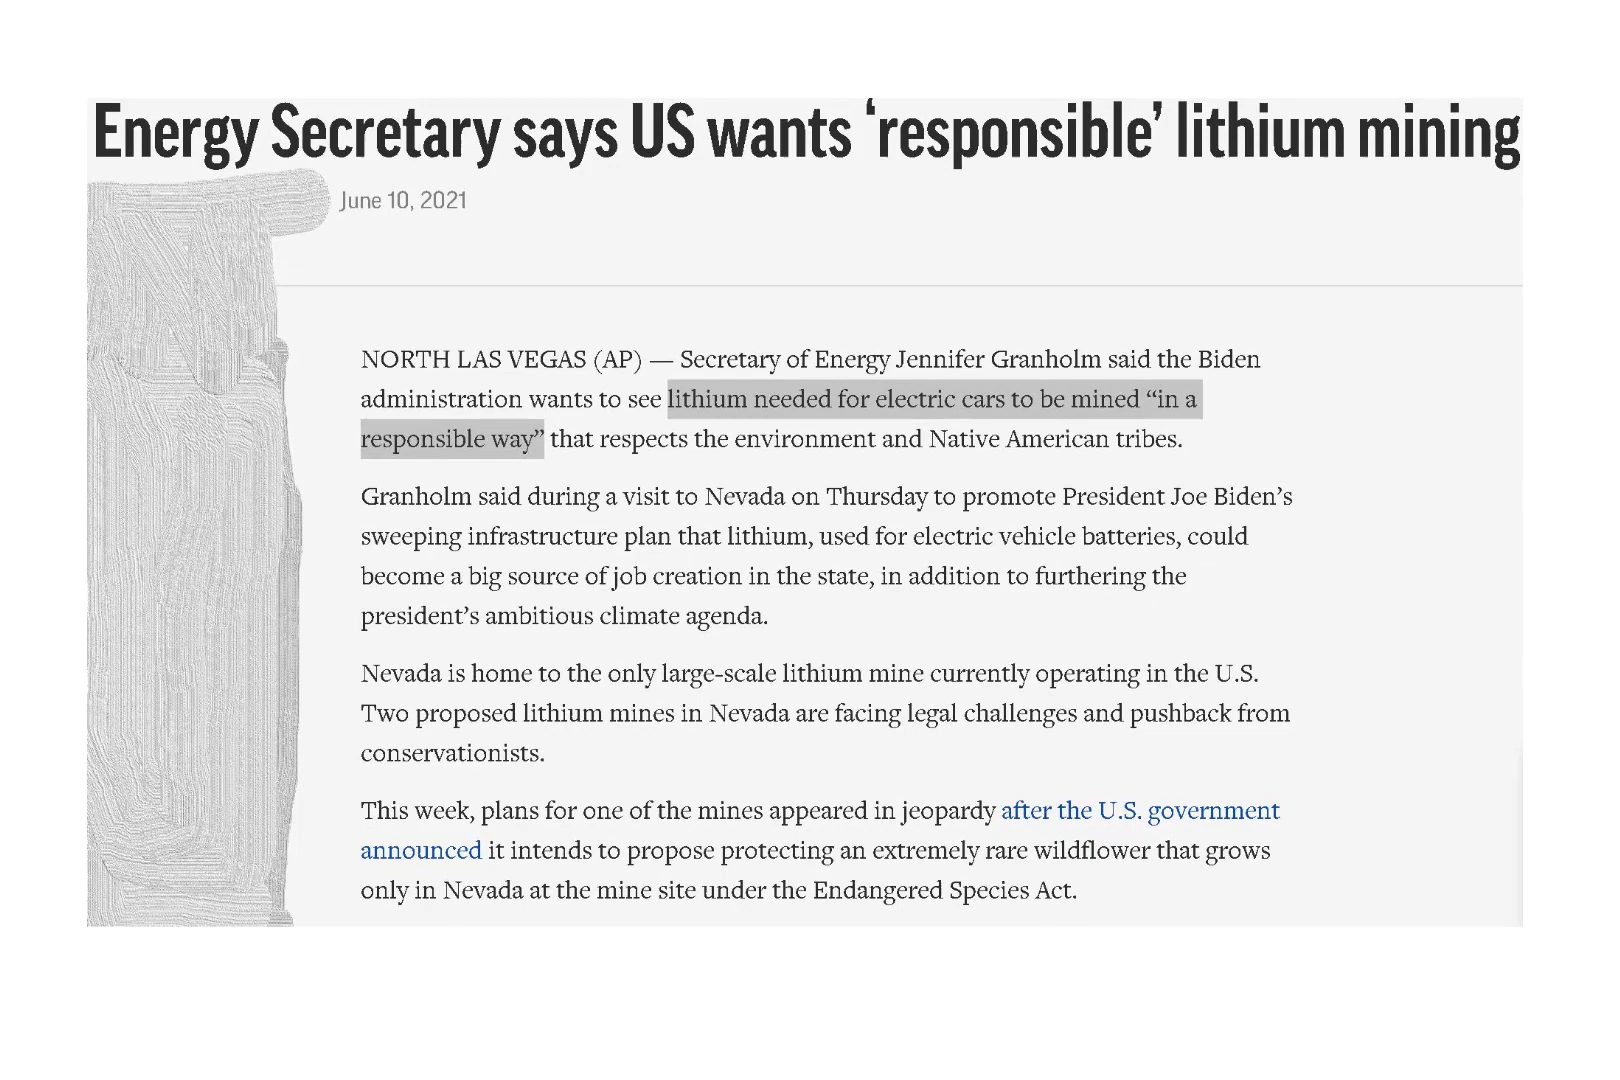 Energy Secretary says US wants ‘responsible’ lithium mining
June 10, 2021
NORTH LAS VEGAS (AP) — Secretary of Energy Jennifer Granholm said the Biden
administration wants to see lithium needed for electric cars to be mined “in a
responsible way” that respects the environment and Native American tribes.
Granholm said during a visit to Nevada on Thursday to promote President Joe Biden’s
sweeping infrastructure plan that lithium, used for electric vehicle batteries, could
become a big source of job creation in the state, in addition to furthering the
president’s ambitious climate agenda.
Nevada is home to the only large-scale lithium mine currently operating in the U.S.
Two proposed lithium mines in Nevada are facing legal challenges and pushback from
conservationists.
This week, plans for one of the mines appeared in jeopardy after the U.S. government
announced it intends to propose protecting an extremely rare wildflower that grows
only in Nevada at the mine site under the Endangered Species Act.